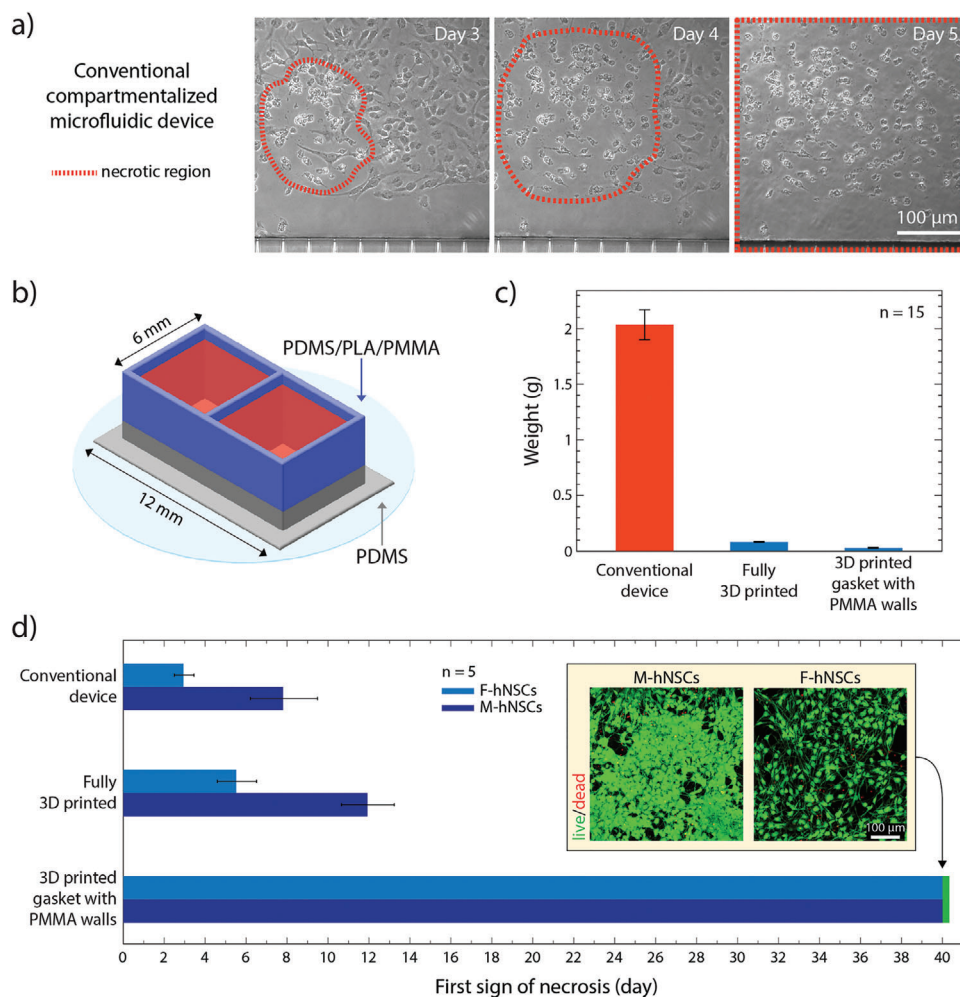 a)
Conventional
compartmentalized
microfluidic device
necrotic region
Day 3
Day 4
Day 5
100 µm
b)
6 mm
PDMS/PLA/PMMA
12 mm
PDMS
c)
n = 15
Weight (g)
2
1.5
1
0.5
0
Conventional
device
Fully
3D printed
3D printed
gasket with
PMMA walls
d)
Conventional
device
Fully
3D printed
3D printed
gasket with
PMMA walls
n = 5
F-hNSCs
M-hNSCs
M-hNSCs
F-hNSCs
live/dead
100 µm
0 2 4 6 8 10 12 14 16 18 20 22 24 26 28 30 32 34 36 38 40
First sign of necrosis (day)